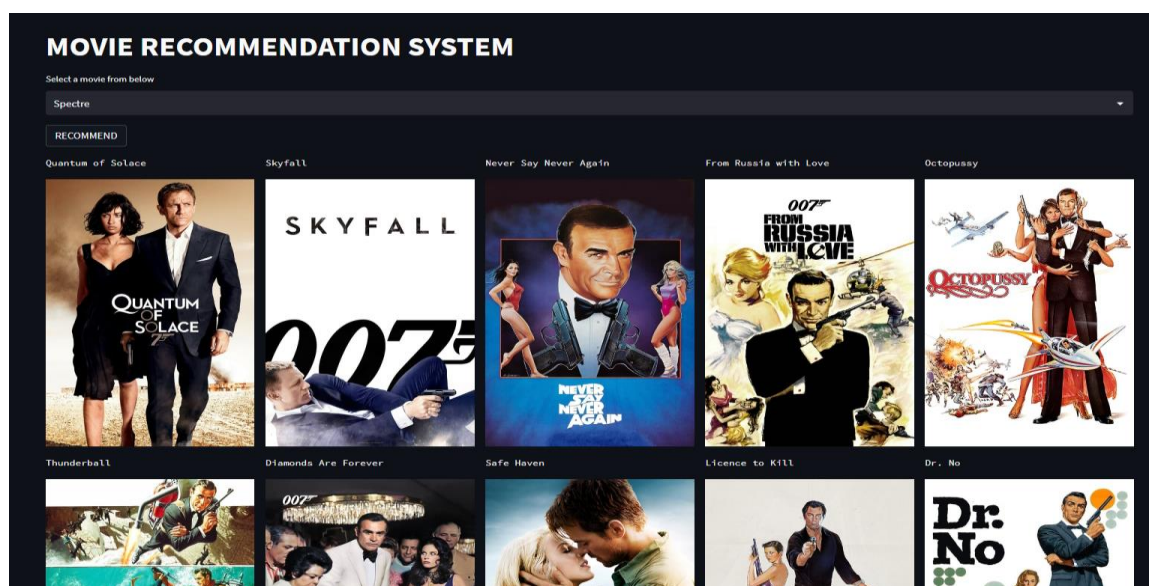 MOVIE RECOMMENDATION SYSTEM
Select a movie from below
Spectre
RECOMMEND
Quantum of Solace
Skyfall
Never Say Never Again
From Russia with Love
Octopussy
QUANTUM
OF
SOLACE
007
SKYFALL
007
NEVER
SAY
NEVER
AGAIN
007
FROM
RUSSIA
WITH LOVE
OCTOPUSSY
Thunderball
Diamonds Are Forever
Safe Haven
Licence to Kill
Dr. No
007
Dr.
No